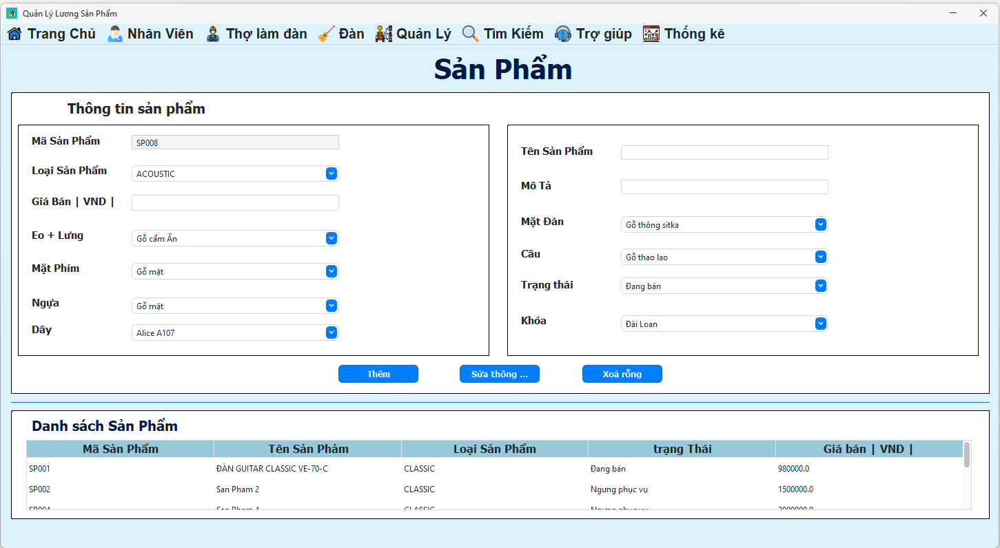 Quản Lý Lương Sản Phẩm
Trang Chủ Nhân Viên Thợ làm đàn Đàn Quản Lý Tìm Kiếm Trợ giúp Thống kê
Sản Phẩm
Thông tin sản phẩm
Mã Sản Phẩm SP008
Loại Sản Phẩm ACOUSTIC
Giá Bán | VND |
Eo + Lưng Gỗ cẩm Ấn
Mặt Phím Gỗ mật
Ngựa Gỗ mật
Dây Alice A107
Tên Sản Phẩm
Mô Tả
Mặt Đàn Gỗ thông sitka
Cầu Gỗ thao lao
Trạng thái Đang bán
Khóa Đài Loan
Thêm Sửa thông ... Xoá rỗng
Danh sách Sản Phẩm
Mã Sản Phẩm Tên Sản Phảm Loại Sản Phẩm trạng Thái Giá bán | VND |
SP001 ĐÀN GUITAR CLASSIC VE-70-C CLASSIC Đang bán 980000.0
SP002 San Pham 2 CLASSIC Ngưng phục vụ 1500000.0
SP004 San Pham 4 CLASSIC Ngưng phục vụ